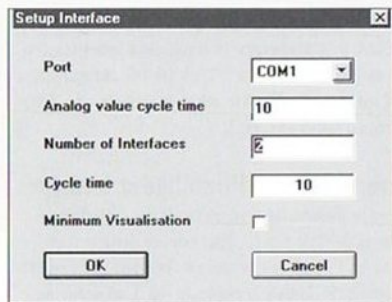 Setup Interface
Port COM1
Analog value cycle time 10
Number of Interfaces 2
Cycle time 10
Minimum Visualisation
OK Cancel